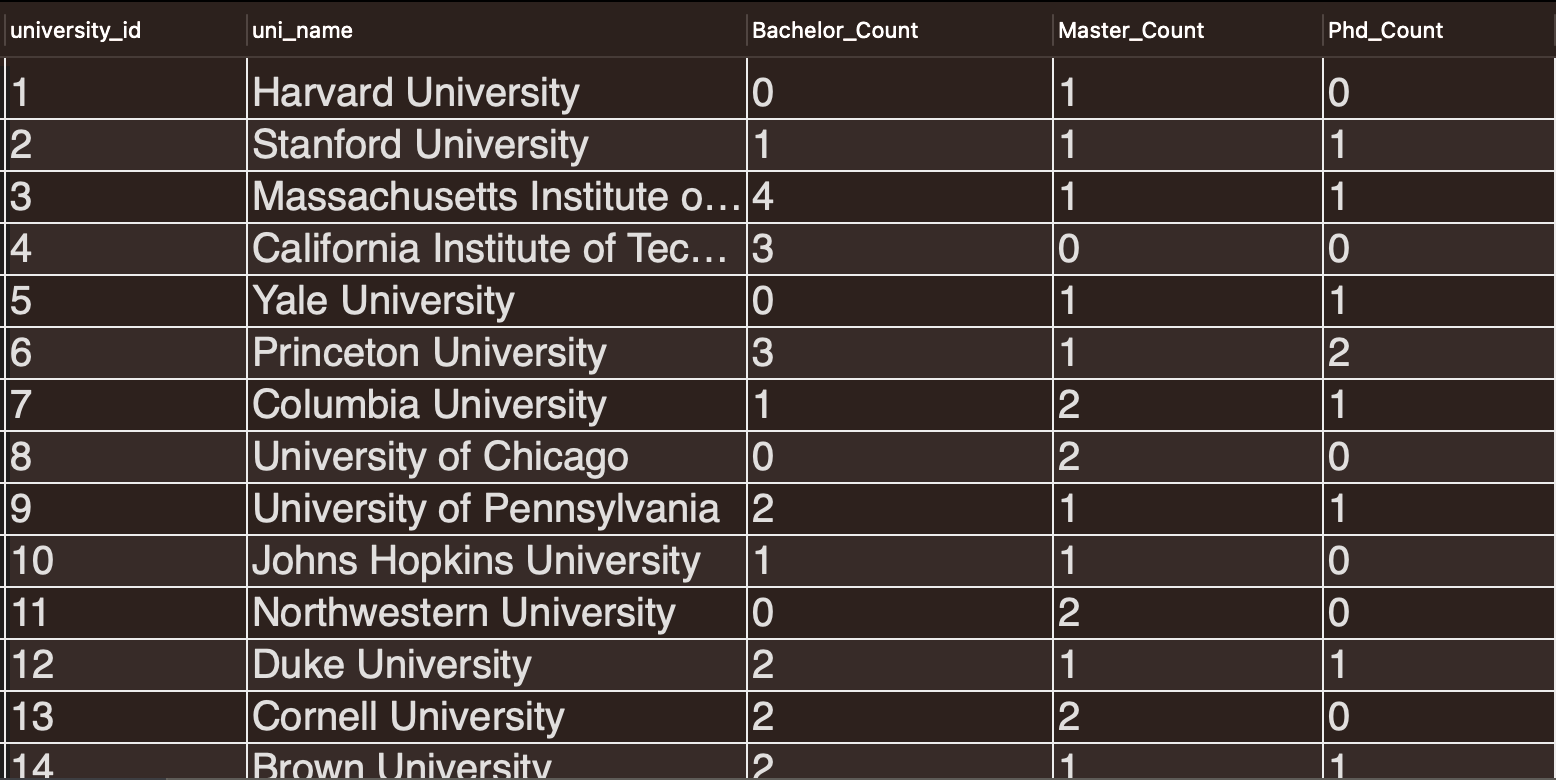 university_id uni_name Bachelor_Count Master_Count Phd_Count
1 Harvard University 0 1 0
2 Stanford University 1 1 1
3 Massachusetts Institute o... 4 1 1
4 California Institute of Tec... 3 0 0
5 Yale University 0 1 1
6 Princeton University 3 1 2
7 Columbia University 1 2 1
8 University of Chicago 0 2 0
9 University of Pennsylvania 2 1 1
10 Johns Hopkins University 1 1 0
11 Northwestern University 0 2 0
12 Duke University 2 1 1
13 Cornell University 2 2 0
14 Brown University 2 1 1